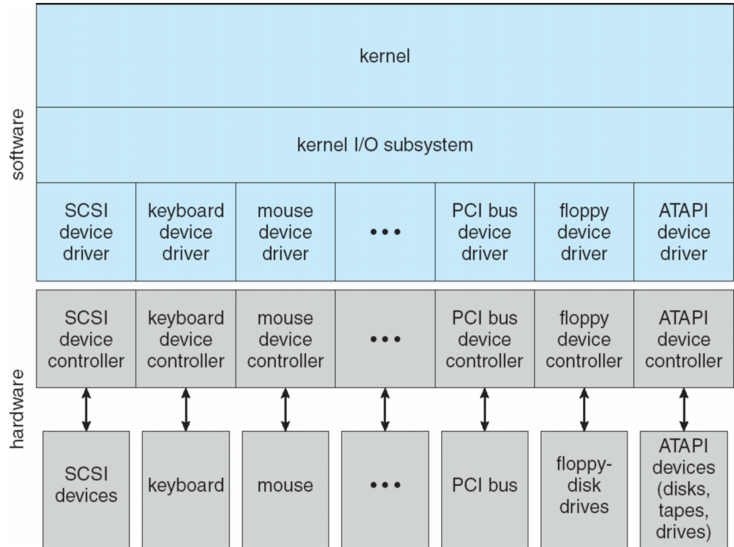 kernel
software
kernel I/O subsystem
SCSI
device
driver
keyboard
device
driver
mouse
device
driver
•••
PCI bus
device
driver
floppy
device
driver
ATAPI
device
driver
hardware
SCSI
device
controller
keyboard
device
controller
mouse
device
controller
•••
PCI bus
device
controller
floppy
device
controller
ATAPI
device
controller
SCSI
devices
keyboard
mouse
•••
PCI bus
floppy-
disk
drives
ATAPI
devices
(disks,
tapes,
drives)